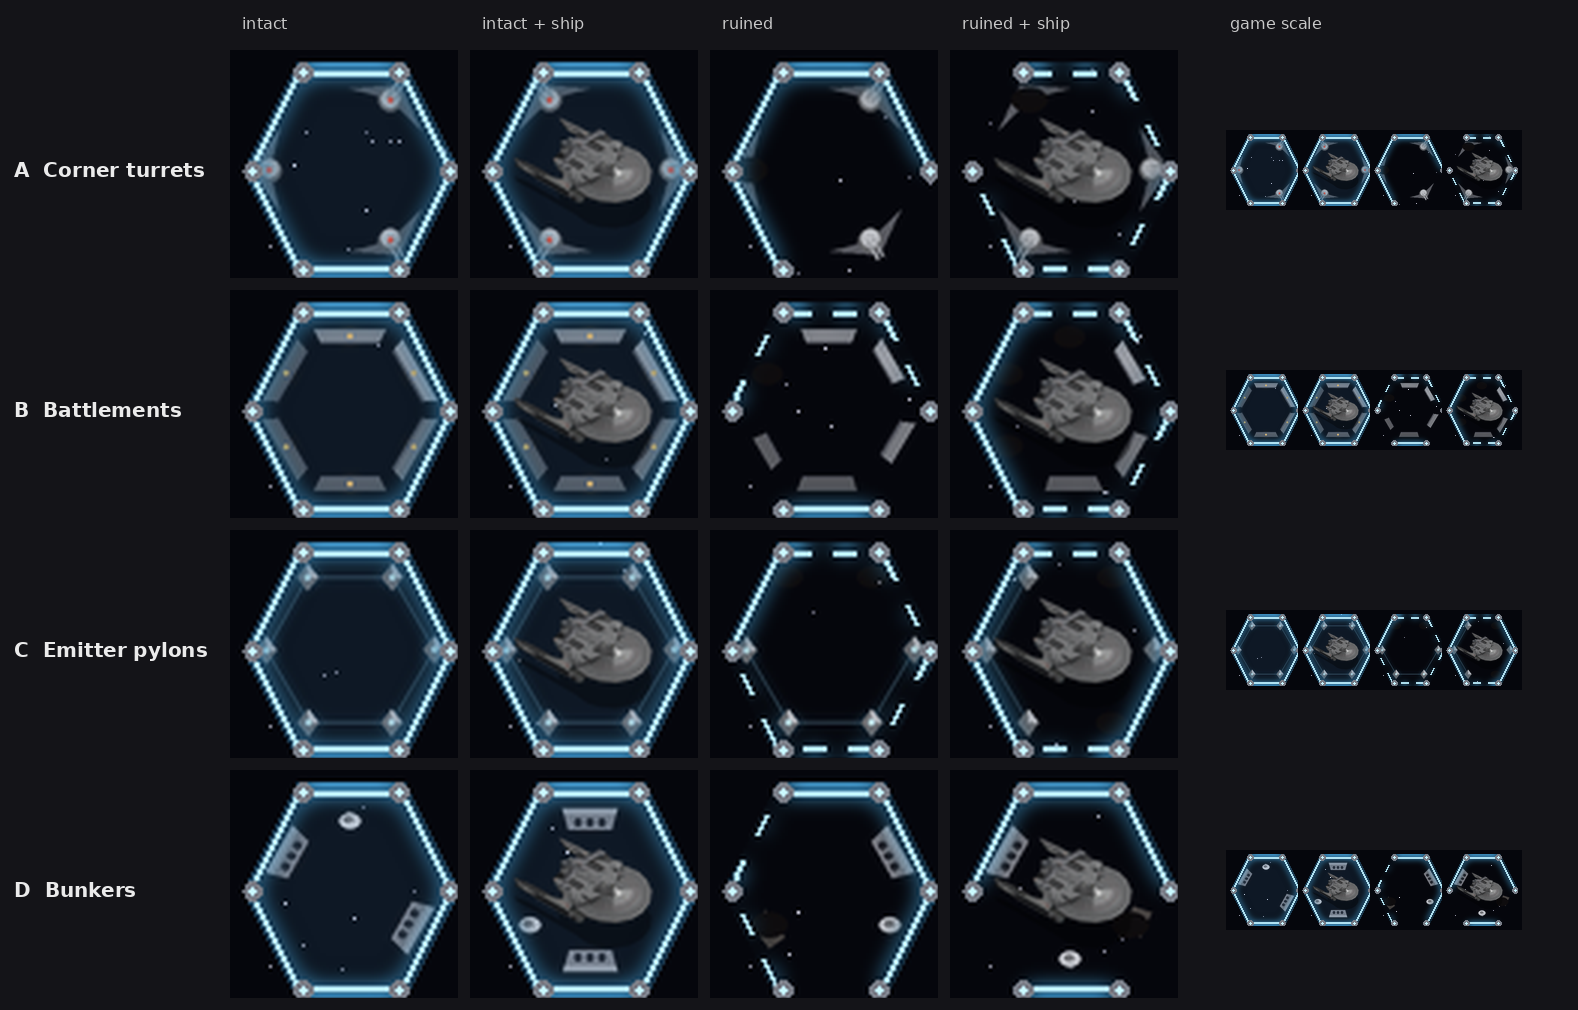 intact
intact + ship
ruined
ruined + ship
game scale
A Corner turrets
B Battlements
C Emitter pylons
D Bunkers